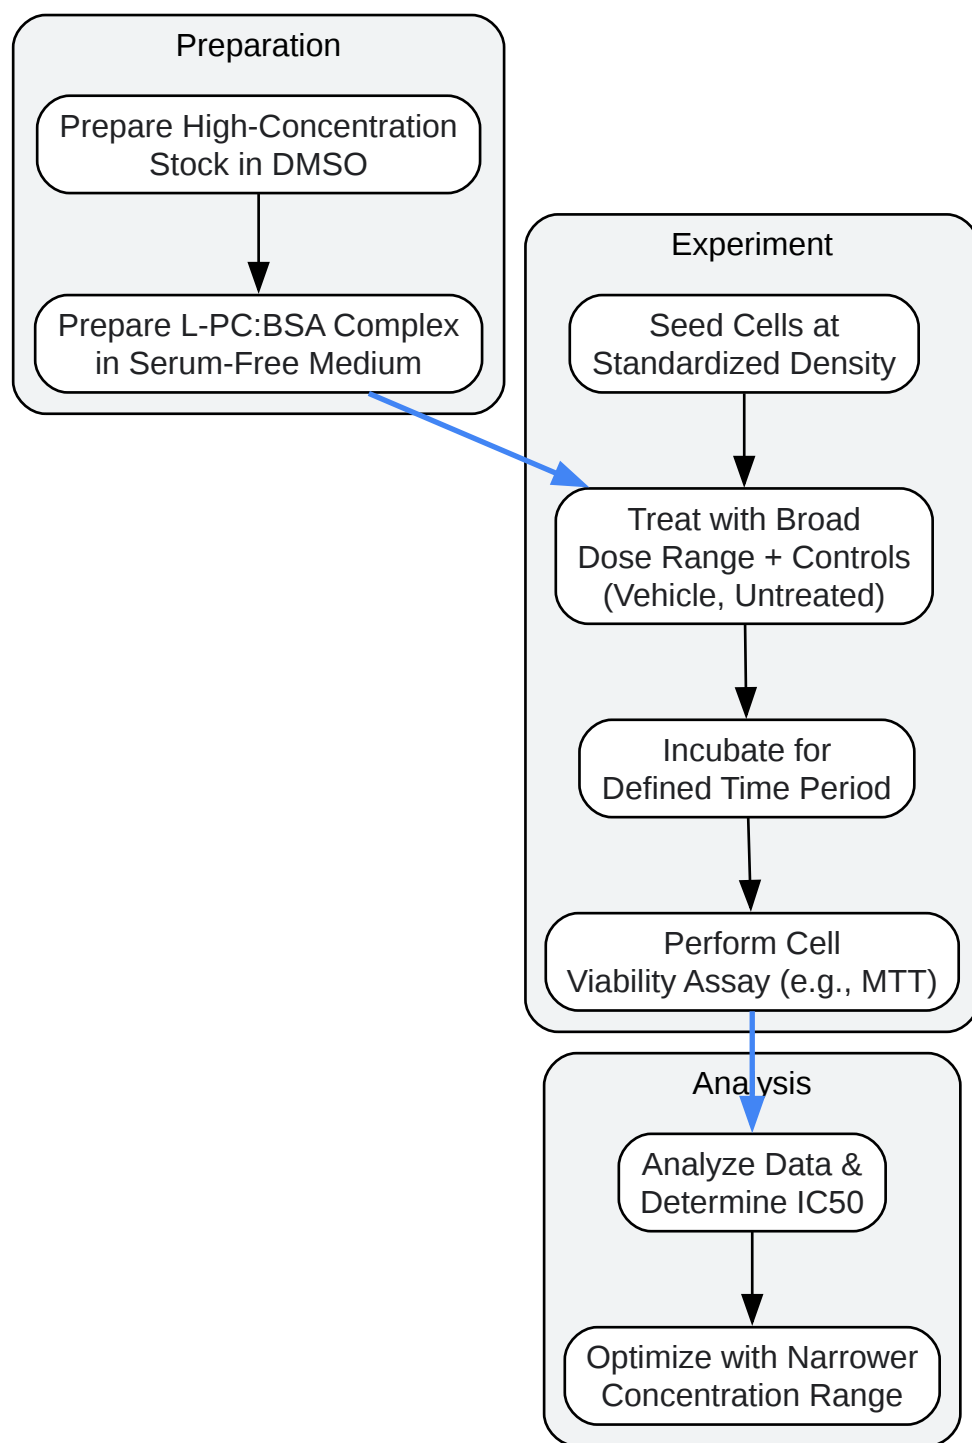 Preparation
Prepare High-Concentration
Stock in DMSO
Prepare L-PC:BSA Complex
in Serum-Free Medium
Experiment
Seed Cells at
Standardized Density
Treat with Broad
Dose Range + Controls
(Vehicle, Untreated)
Incubate for
Defined Time Period
Perform Cell
Viability Assay (e.g., MTT)
Analysis
Analyze Data &
Determine IC50
Optimize with Narrower
Concentration Range